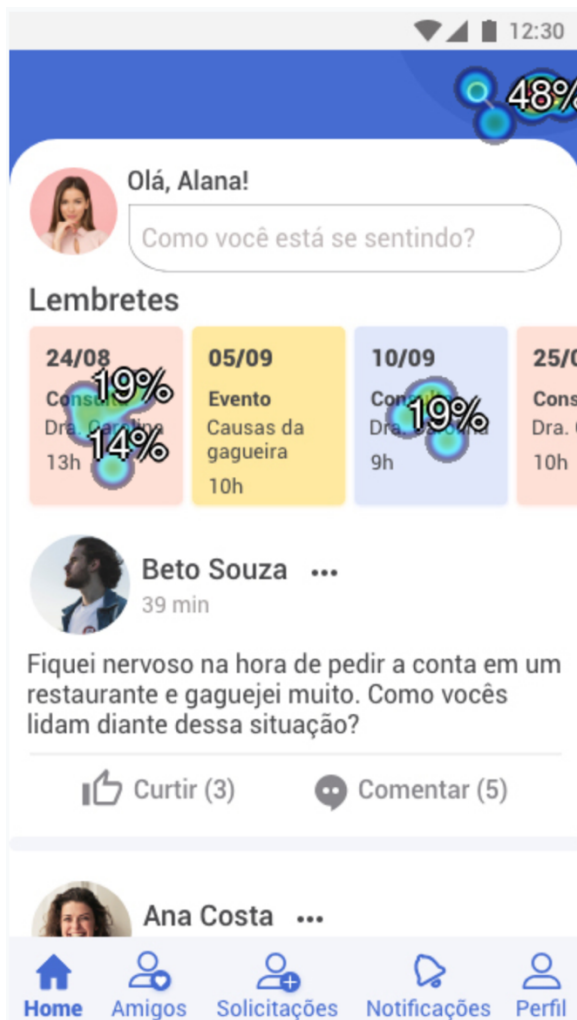 12:30
48%
Olá, Alana!
Como você está se sentindo?
Lembretes
24/08
19%
Dra.
14%
13h
05/09
Evento
Causas da
gagueira
10h
10/09
19%
Dra.
9h
Dra.
10h
Beto Souza
39 min
Fiquei nervoso na hora de pedir a conta em um
restaurante e gaguejei muito. Como vocês
lidam diante dessa situação?
Curtir (3)
Comentar (5)
Ana Costa
Home
Amigos
Solicitações
Notificações
Perfil